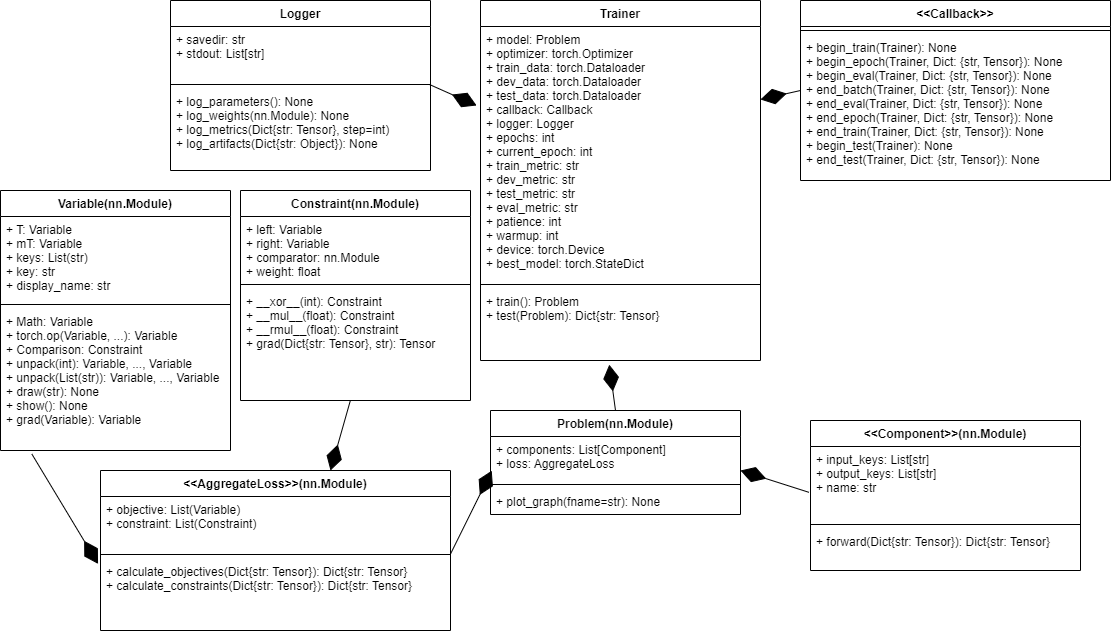 Logger
+ savedir: str
+ stdout: List[str]
+ log_parameters(): None
+ log_weights(nn.Module): None
+ log_metrics(Dict{str: Tensor}, step=int)
+ log_artifacts(Dict{str: Object}): None
Trainer
+ model: Problem
+ optimizer: torch.Optimizer
+ train_data: torch.Dataloader
+ dev_data: torch.Dataloader
+ test_data: torch.Dataloader
+ callback: Callback
+ logger: Logger
+ epochs: int
+ current_epoch: int
+ train_metric: str
+ dev_metric: str
+ test_metric: str
+ eval_metric: str
+ patience: int
+ warmup: int
+ device: torch.Device
+ best_model: torch.StateDict
+ train(): Problem
+ test(Problem): Dict{str: Tensor}
<<Callback>>
+ begin_train(Trainer): None
+ begin_epoch(Trainer, Dict: {str, Tensor}): None
+ begin_eval(Trainer, Dict: {str, Tensor}): None
+ end_batch(Trainer, Dict: {str, Tensor}): None
+ end_eval(Trainer, Dict: {str, Tensor}): None
+ end_epoch(Trainer, Dict: {str, Tensor}): None
+ end_train(Trainer, Dict: {str, Tensor}): None
+ begin_test(Trainer): None
+ end_test(Trainer, Dict: {str, Tensor}): None
Variable(nn.Module)
+ T: Variable
+ mT: Variable
+ keys: List(str)
+ key: str
+ display_name: str
+ Math: Variable
+ torch.op(Variable, ...): Variable
+ Comparison: Constraint
+ unpack(int): Variable, ..., Variable
+ unpack(List(str)): Variable, ..., Variable
+ draw(str): None
+ show(): None
+ grad(Variable): Variable
Constraint(nn.Module)
+ left: Variable
+ right: Variable
+ comparator: nn.Module
+ weight: float
+ __xor__(int): Constraint
+ __mul__(float): Constraint
+ __rmul__(float): Constraint
+ grad(Dict{str: Tensor}, str): Tensor
Problem(nn.Module)
+ components: List[Component]
+ loss: AggregateLoss
+ plot_graph(fname=str): None
<<Component>>(nn.Module)
+ input_keys: List[str]
+ output_keys: List[str]
+ name: str
+ forward(Dict{str: Tensor}): Dict{str: Tensor}
<<AggregateLoss>>(nn.Module)
+ objective: List(Variable)
+ constraint: List(Constraint)
+ calculate_objectives(Dict{str: Tensor}): Dict{str: Tensor}
+ calculate_constraints(Dict{str: Tensor}): Dict{str: Tensor}